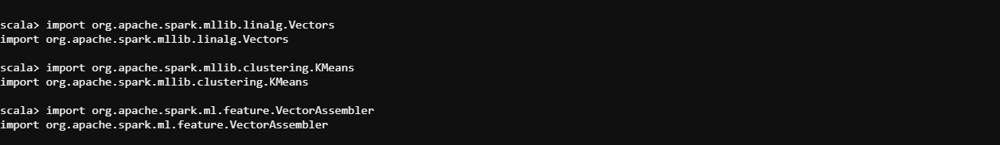 scala> import org.apache.spark.mllib.linalg.Vectors
import org.apache.spark.mllib.linalg.Vectors
scala> import org.apache.spark.mllib.clustering.KMeans
import org.apache.spark.mllib.clustering.KMeans
scala> import org.apache.spark.ml.feature.VectorAssembler
import org.apache.spark.ml.feature.VectorAssembler